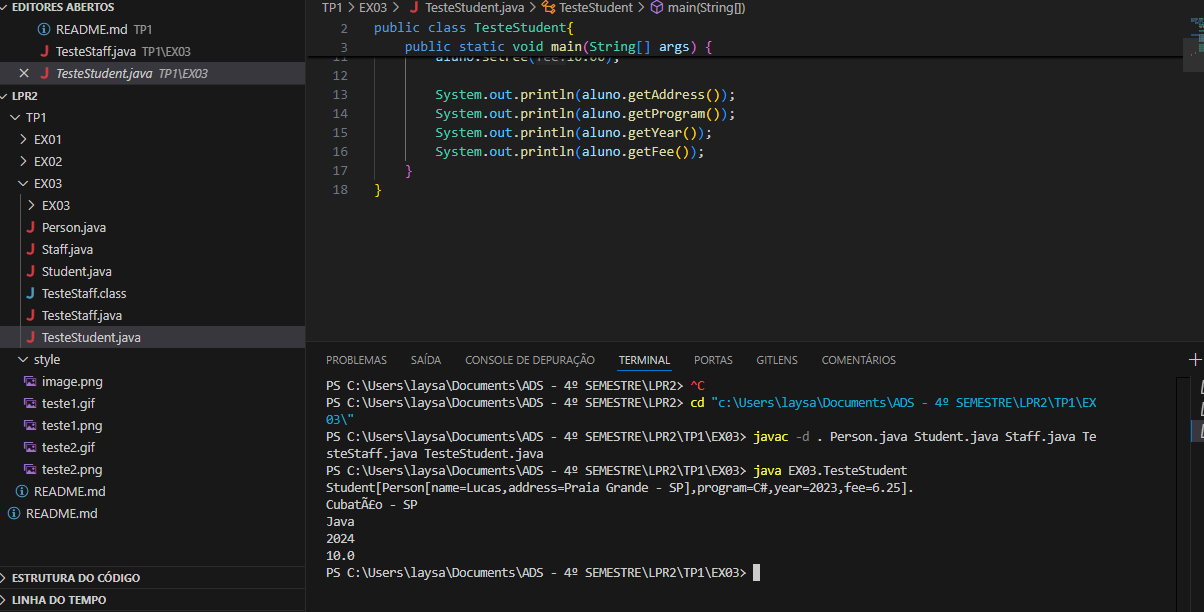 EDITORES ABERTOS
README.md TP1
TesteStaff.java TP1\EX03
TesteStudent.java TP1\EX03
LPR2
TP1
EX01
EX02
EX03
EX03
Person.java
Staff.java
Student.java
TesteStaff.class
TesteStaff.java
TesteStudent.java
style
image.png
teste1.gif
teste1.png
teste2.gif
teste2.png
README.md
README.md
ESTRUTURA DO CÓDIGO
LINHA DO TEMPO
TP1 > EX03 > TesteStudent.java > TesteStudent > main(String[])
2 public class TesteStudent{
3 public static void main(String[] args) {
11 aluno.setFee(fee:10.00);
12
13 System.out.println(aluno.getAddress());
14 System.out.println(aluno.getProgram());
15 System.out.println(aluno.getYear());
16 System.out.println(aluno.getFee());
17 }
18 }
PROBLEMAS SAÍDA CONSOLE DE DEPURAÇÃO TERMINAL PORTAS GITLENS COMENTÁRIOS
PS C:\Users\laysa\Documents\ADS - 4º SEMESTRE\LPR2> ^C
PS C:\Users\laysa\Documents\ADS - 4º SEMESTRE\LPR2> cd "c:\Users\laysa\Documents\ADS - 4º SEMESTRE\LPR2\TP1\EX
03\"
PS C:\Users\laysa\Documents\ADS - 4º SEMESTRE\LPR2\TP1\EX03> javac -d . Person.java Student.java Staff.java Te
steStaff.java TesteStudent.java
PS C:\Users\laysa\Documents\ADS - 4º SEMESTRE\LPR2\TP1\EX03> java EX03.TesteStudent
Student[Person[name=Lucas,address=Praia Grande - SP],program=C#,year=2023,fee=6.25].
CubatÃ£o - SP
Java
2024
10.0
PS C:\Users\laysa\Documents\ADS - 4º SEMESTRE\LPR2\TP1\EX03>